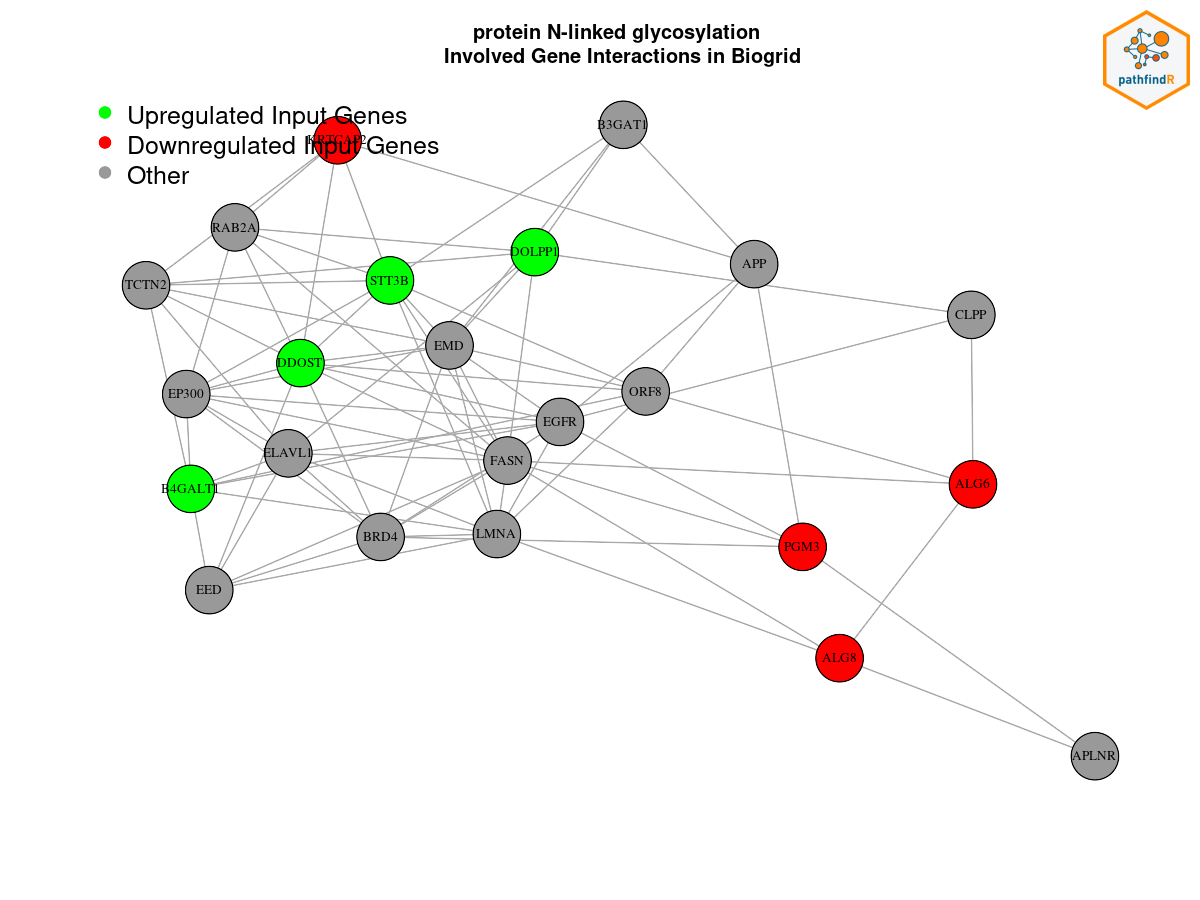 protein N-linked glycosylation
Involved Gene Interactions in Biogrid
pathfindR
Upregulated Input Genes
Downregulated Input Genes
Other
KRTCAP2
B3GAT1
RAB2A
DOLPP1
APP
TCTN2
STT3B
CLPP
EMD
DDOST
EP300
ORF8
EGFR
ELAVL1
FASN
B4GALT1
ALG6
BRD4
LMNA
PGM3
EED
ALG8
APLNR